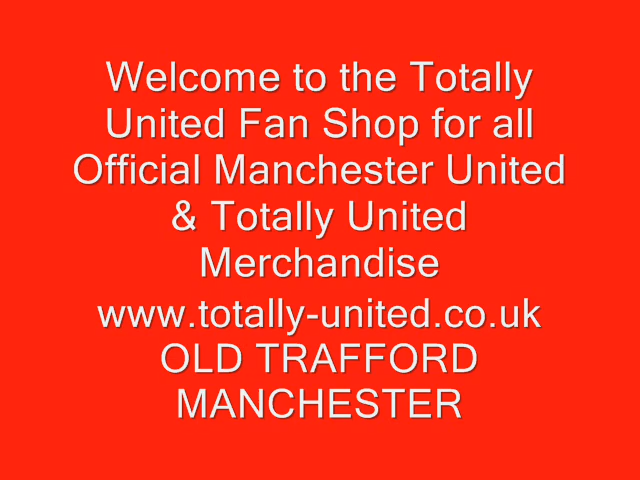 Welcome to the Totally
United Fan Shop for all
Official Manchester United
& Totally United
Merchandise
www.totally-united.co.uk
OLD TRAFFORD
MANCHESTER